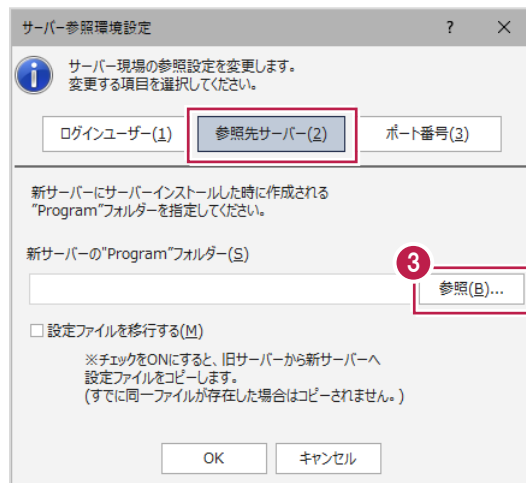 サーバー参照環境設定 ? ×
サーバー現場の参照設定を変更します。
変更する項目を選択してください。
ログインユーザー(1) 参照先サーバー(2) ポート番号(3)
新サーバーにサーバーインストールした時に作成される
"Program"フォルダーを指定してください。
新サーバーの"Program"フォルダー(S)
3
参照(B)...
設定ファイルを移行する(M)
※チェックをONにすると、旧サーバーから新サーバーへ
設定ファイルをコピーします。
(すでに同一ファイルが存在した場合はコピーされません。)
OK キャンセル